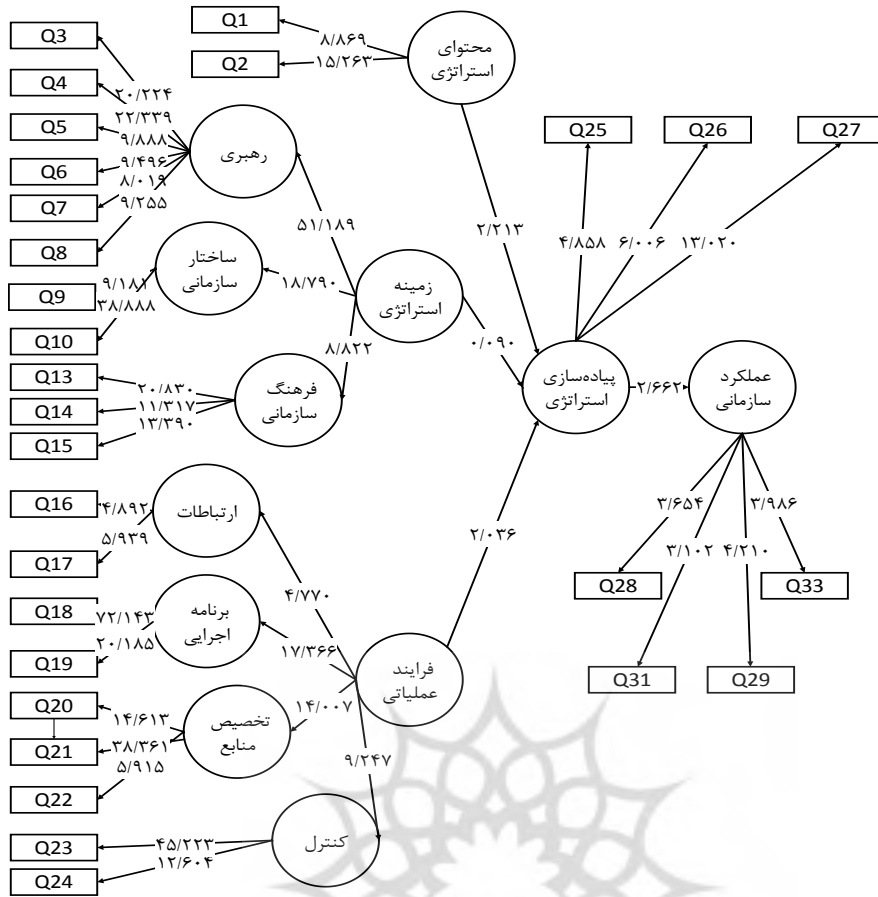 Q1
۸/۸۶۹
Q2
۱۵/۲۶۳
محتوای
استراتژی
Q3
۲۰/۲۲۴
Q4
۲۲/۳۳۹
Q5
۹/۸۸۸
Q6
۹/۴۹۶
Q7
۸/۰۱۹
Q8
۹/۲۵۵
رهبری
۵۱/۱۸۹
Q9
۹/۱۸۱
Q10
۳۸/۸۸۸
ساختار
سازمانی
۱۸/۷۹۰
زمینه
استراتژی
۸/۸۲۲
Q13
۲۰/۸۳۰
Q14
۱۱/۳۱۷
Q15
۱۳/۳۹۰
فرهنگ
سازمانی
۲/۲۱۳
۰/۰۹۰
Q25
Q26
Q27
۴/۸۵۸
۶/۰۰۶
۱۳/۰۲۰
پیاده‌سازی
استراتژی
۲/۶۶۲
عملکرد
سازمانی
۳/۶۵۴
۳/۹۸۶
۳/۱۰۲
۴/۲۱۰
Q28
Q33
Q31
Q29
۲/۰۳۶
Q16
۴/۸۹۲
Q17
۵/۹۳۹
ارتباطات
۴/۷۷۰
Q18
۷۲/۱۴۳
Q19
۲۰/۱۸۵
برنامه
اجرایی
۱۷/۳۶۶
فرایند
عملیاتی
۱۴/۰۰۷
Q20
۱۴/۶۱۳
Q21
۳۸/۳۶۱
Q22
۵/۹۱۵
تخصیص
منابع
۹/۲۴۷
Q23
۴۵/۲۲۳
Q24
۱۲/۶۰۴
کنترل